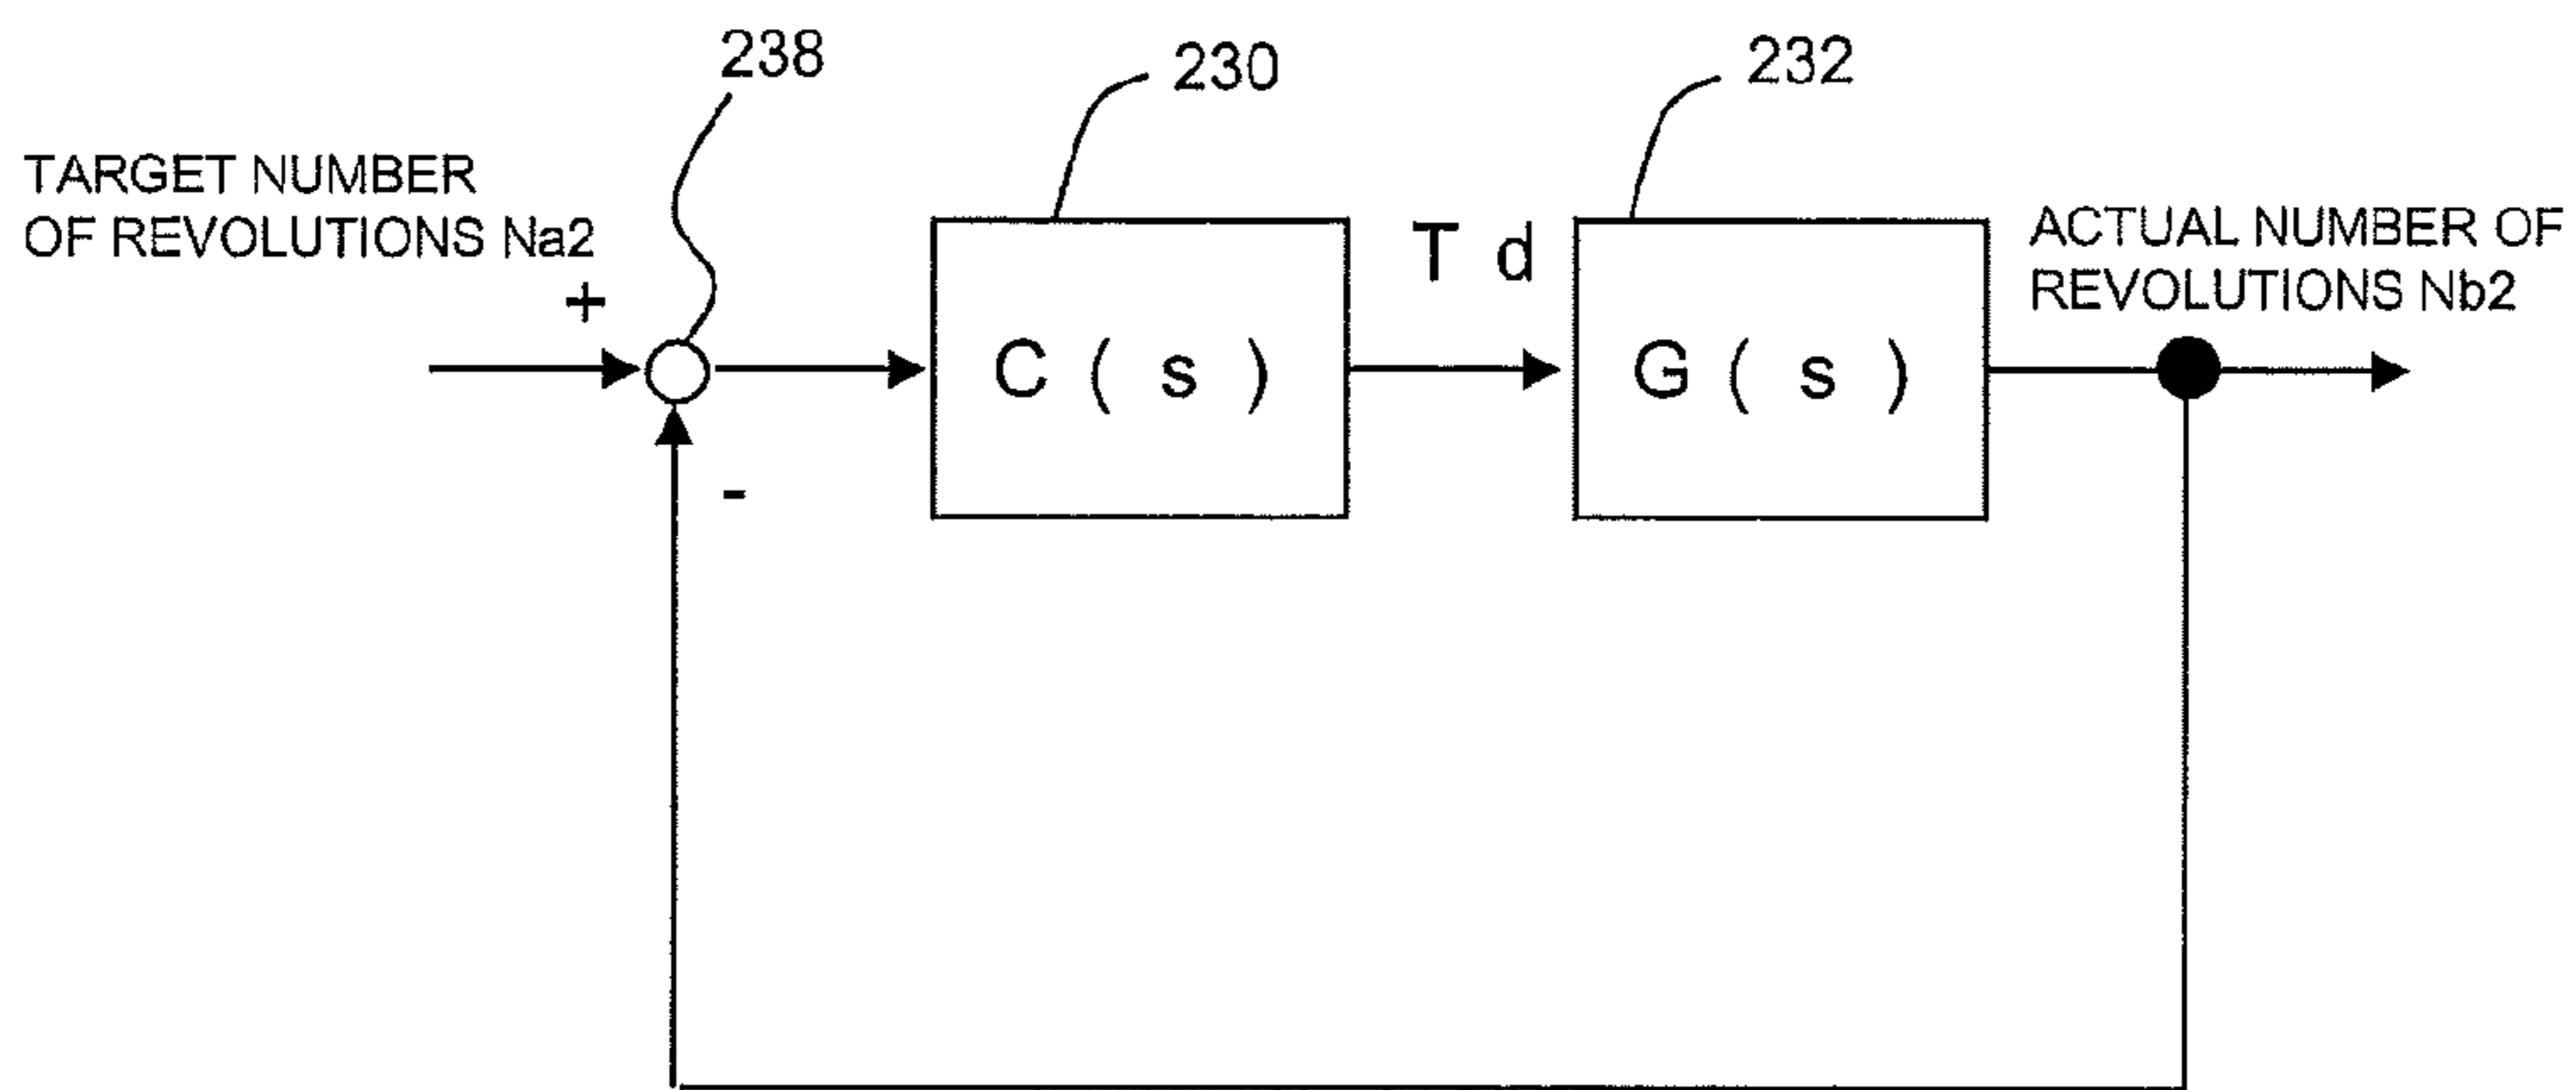 238
230
232
TARGET NUMBER
OF REVOLUTIONS Na2
+
-
C ( s )
T d
G ( s )
ACTUAL NUMBER OF
REVOLUTIONS Nb2